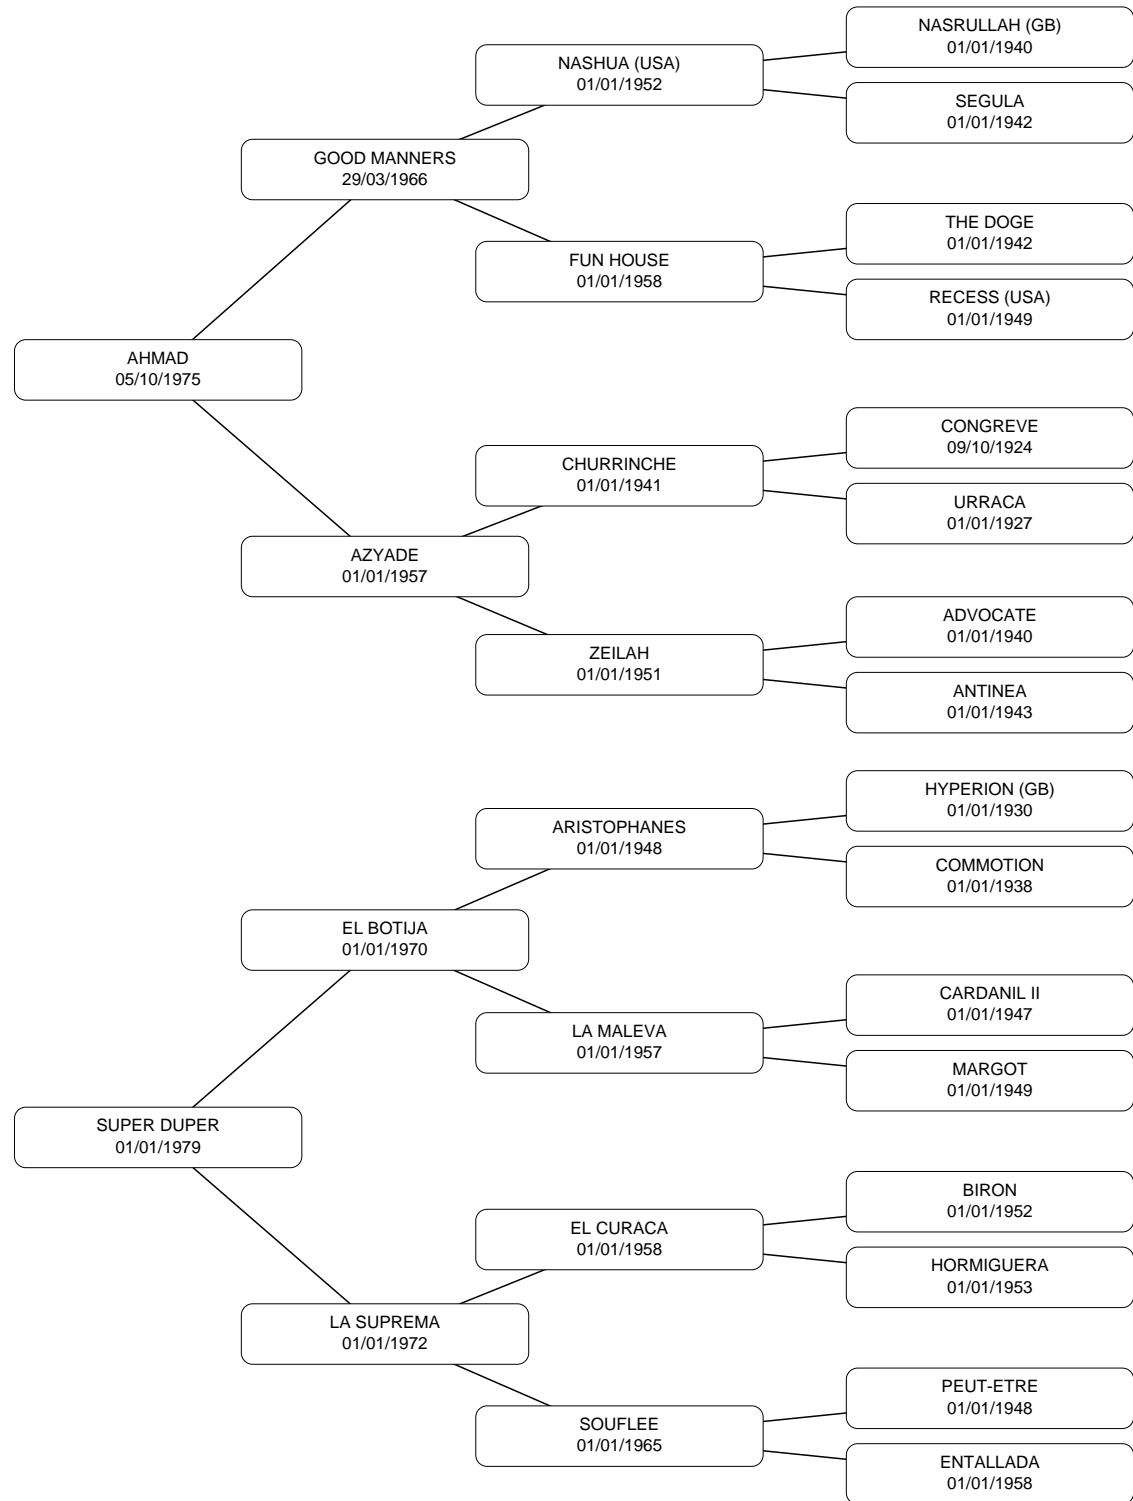 NASRULLAH (GB)
01/01/1940
NASHUA (USA)
01/01/1952
SEGULA
01/01/1942
GOOD MANNERS
29/03/1966
THE DOGE
01/01/1942
FUN HOUSE
01/01/1958
RECESS (USA)
01/01/1949
AHMAD
05/10/1975
CONGREVE
09/10/1924
CHURRINCHE
01/01/1941
URRACA
01/01/1927
AZYADE
01/01/1957
ADVOCATE
01/01/1940
ZEILAH
01/01/1951
ANTINEA
01/01/1943
HYPERION (GB)
01/01/1930
ARISTOPHANES
01/01/1948
COMMOTION
01/01/1938
EL BOTIJA
01/01/1970
CARDANIL II
01/01/1947
LA MALEVA
01/01/1957
MARGOT
01/01/1949
SUPER DUPER
01/01/1979
BIRON
01/01/1952
EL CURACA
01/01/1958
HORMIGUERA
01/01/1953
LA SUPREMA
01/01/1972
PEUT-ETRE
01/01/1948
SOUFLEE
01/01/1965
ENTALLADA
01/01/1958